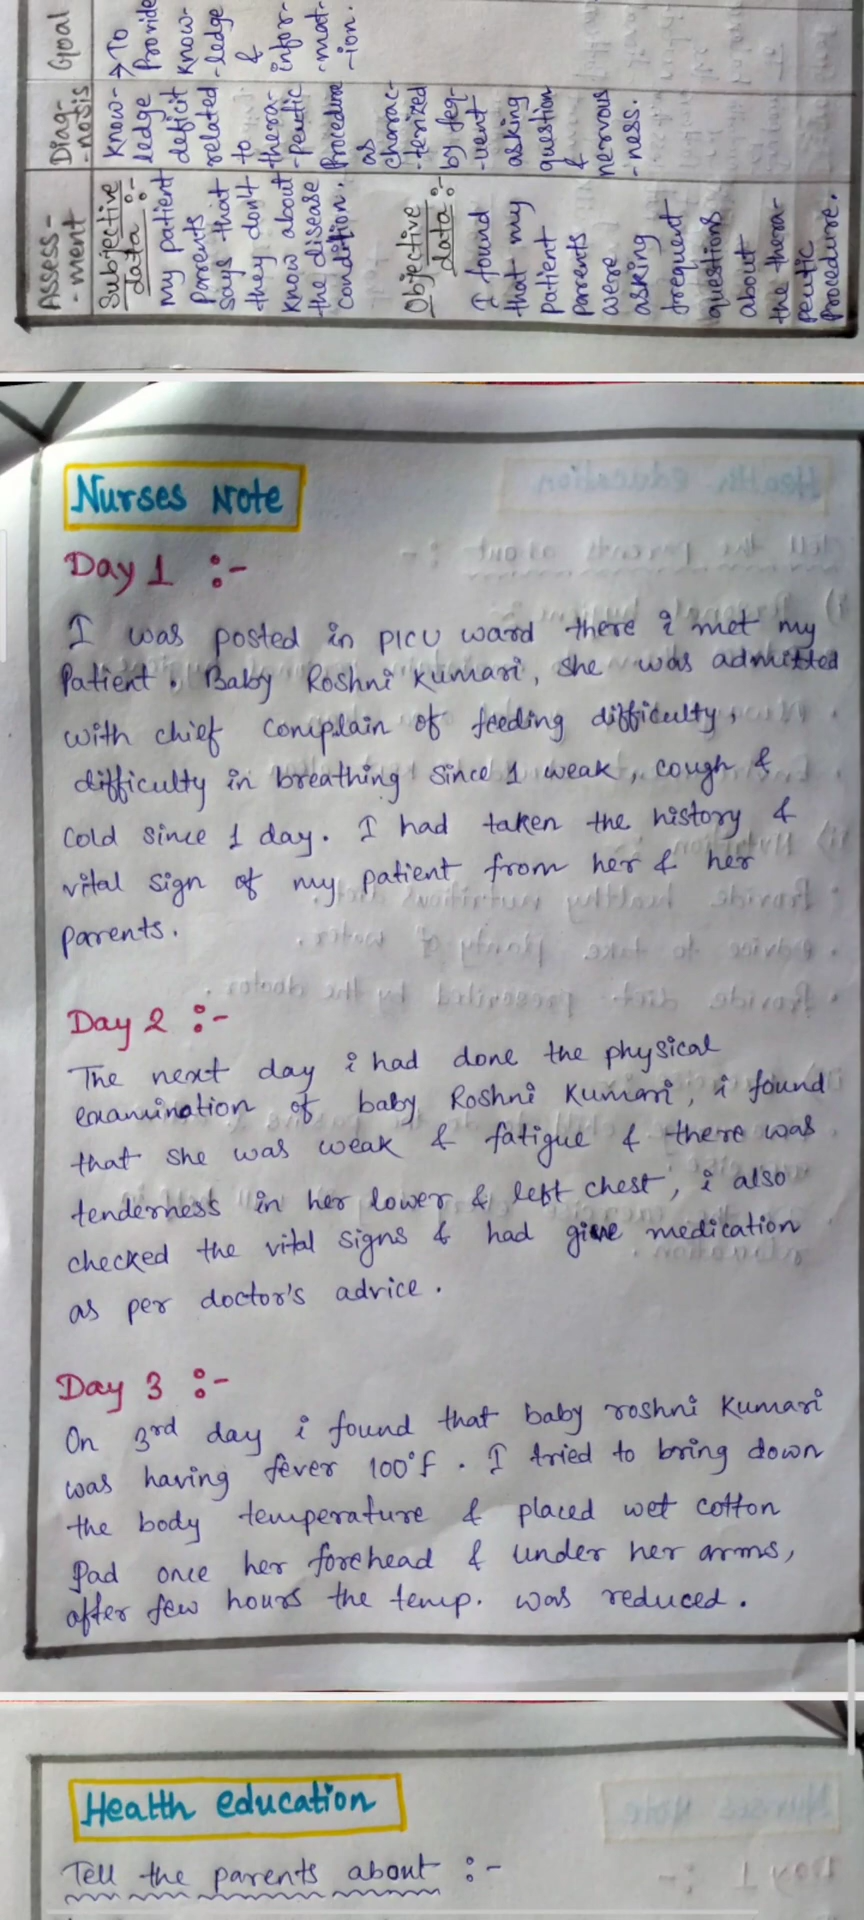 Assess-
-ment
Subjective
data :-
My patient
Parents
says that
they don't
know about
the disease
condition.
Objective
data :-
I found
that my
patient
parents
were
asking
frequent
questions
about
the thera-
peutic
Procedure.
Diag-
-nosis
Know-
ledge
deficit
related
to
thera-
-peutic
Procedure
as
charac-
-terized
by feq-
-uent
asking
question
&
nervous
-ness.
Goal
→ To
Provide
know-
-ledge
&
infor-
-mat-
-ion.
Nurses Note
Day 1 :-
I was posted in PICU ward there i met my
Patient. Baby Roshni Kumari, she was admitted
with chief complain of feeding difficulty,
difficulty in breathing since 1 weak, cough &
cold since 1 day. I had taken the history &
vital sign of my patient from her & her
parents.
Day 2 :-
The next day i had done the physical
examination of baby Roshni Kumari, i found
that she was weak & fatigue & there was
tenderness in her lower & left chest, i also
checked the vital signs & had give medication
as per doctor's advice.
Day 3 :-
On 3rd day i found that baby roshni Kumari
was having fever 100°f. I tried to bring down
the body temperature & placed wet cotton
Pad once her forehead & under her arms,
after few hours the temp. was reduced.
Health education
Tell the parents about :-